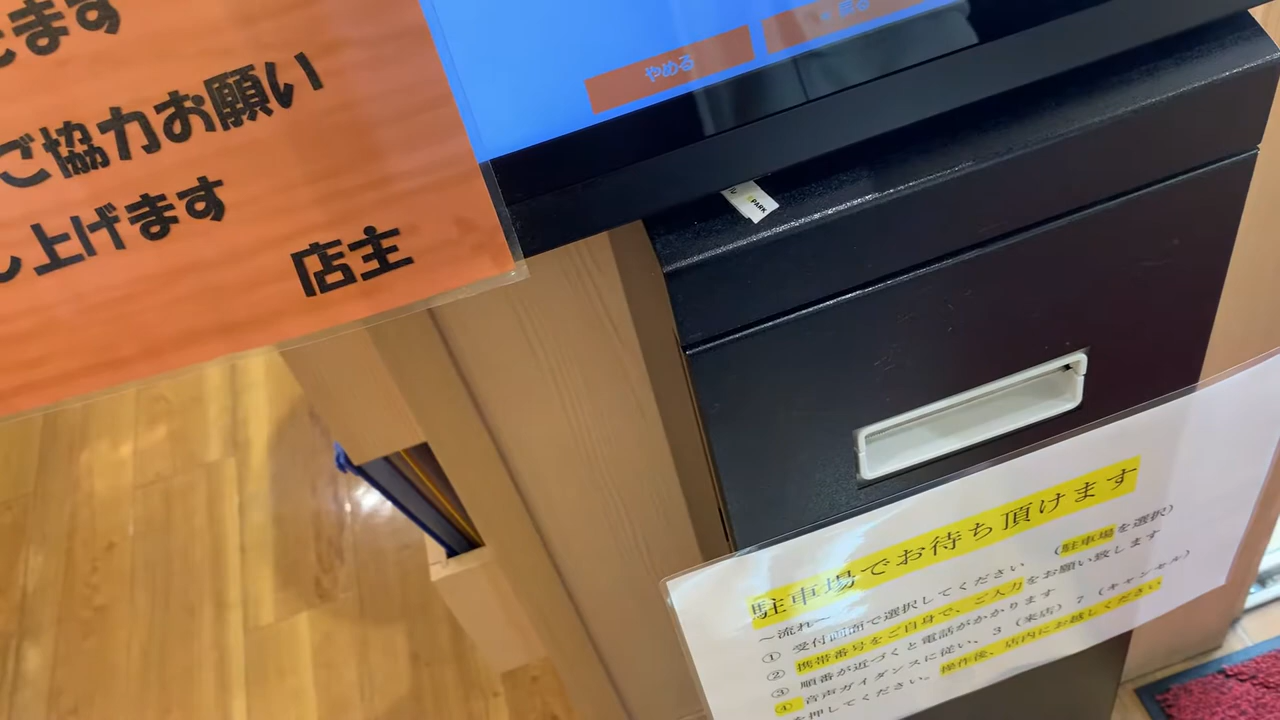 ます
ご協力お願い
し上げます
店主
やめる
戻る
PARK
駐車場でお待ち頂けます
～流れ～
① 受付画面で選択してください （駐車場を選択）
② 携帯番号をご自身で、ご入力をお願い致します
③ 順番が近づくと電話がかかります
④ 音声ガイダンスに従い、3（来店）7（キャンセル）
を押してください。操作後、店内にお越しください